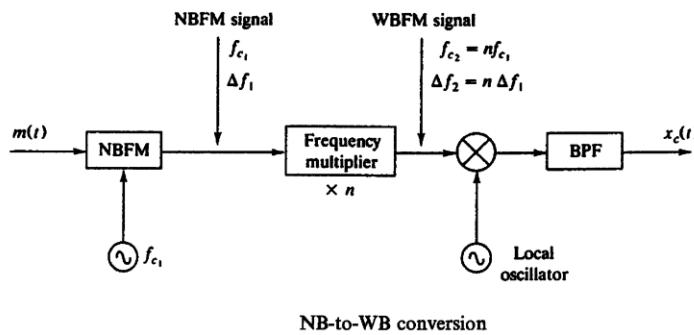 NBFM signal
f_{c_1}
Δf_1
WBFM signal
f_{c_2} = nf_{c_1}
Δf_2 = n Δf_1
m(t)
NBFM
Frequency
multiplier
× n
BPF
x_c(t
f_{c_1}
Local
oscillator
NB-to-WB conversion